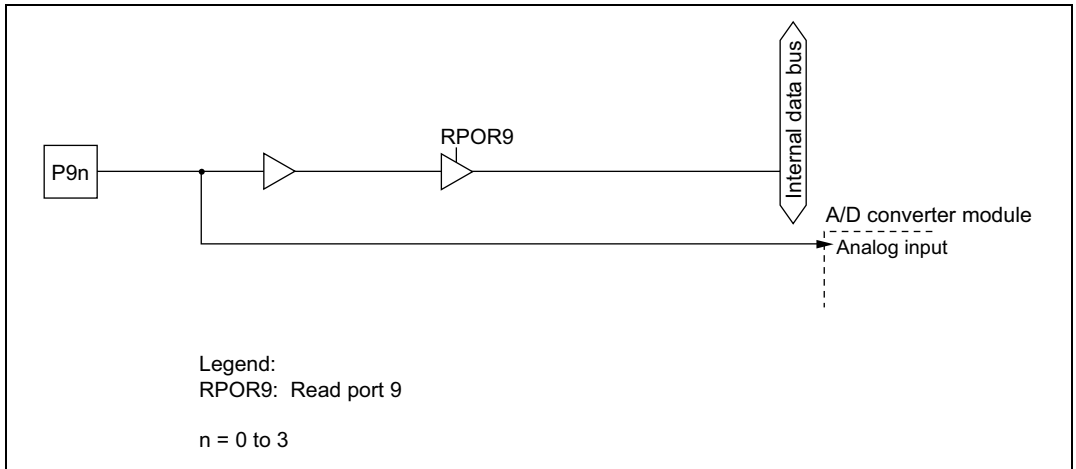 Internal data bus
RPOR9
P9n
A/D converter module
Analog input
Legend:
RPOR9: Read port 9
n = 0 to 3